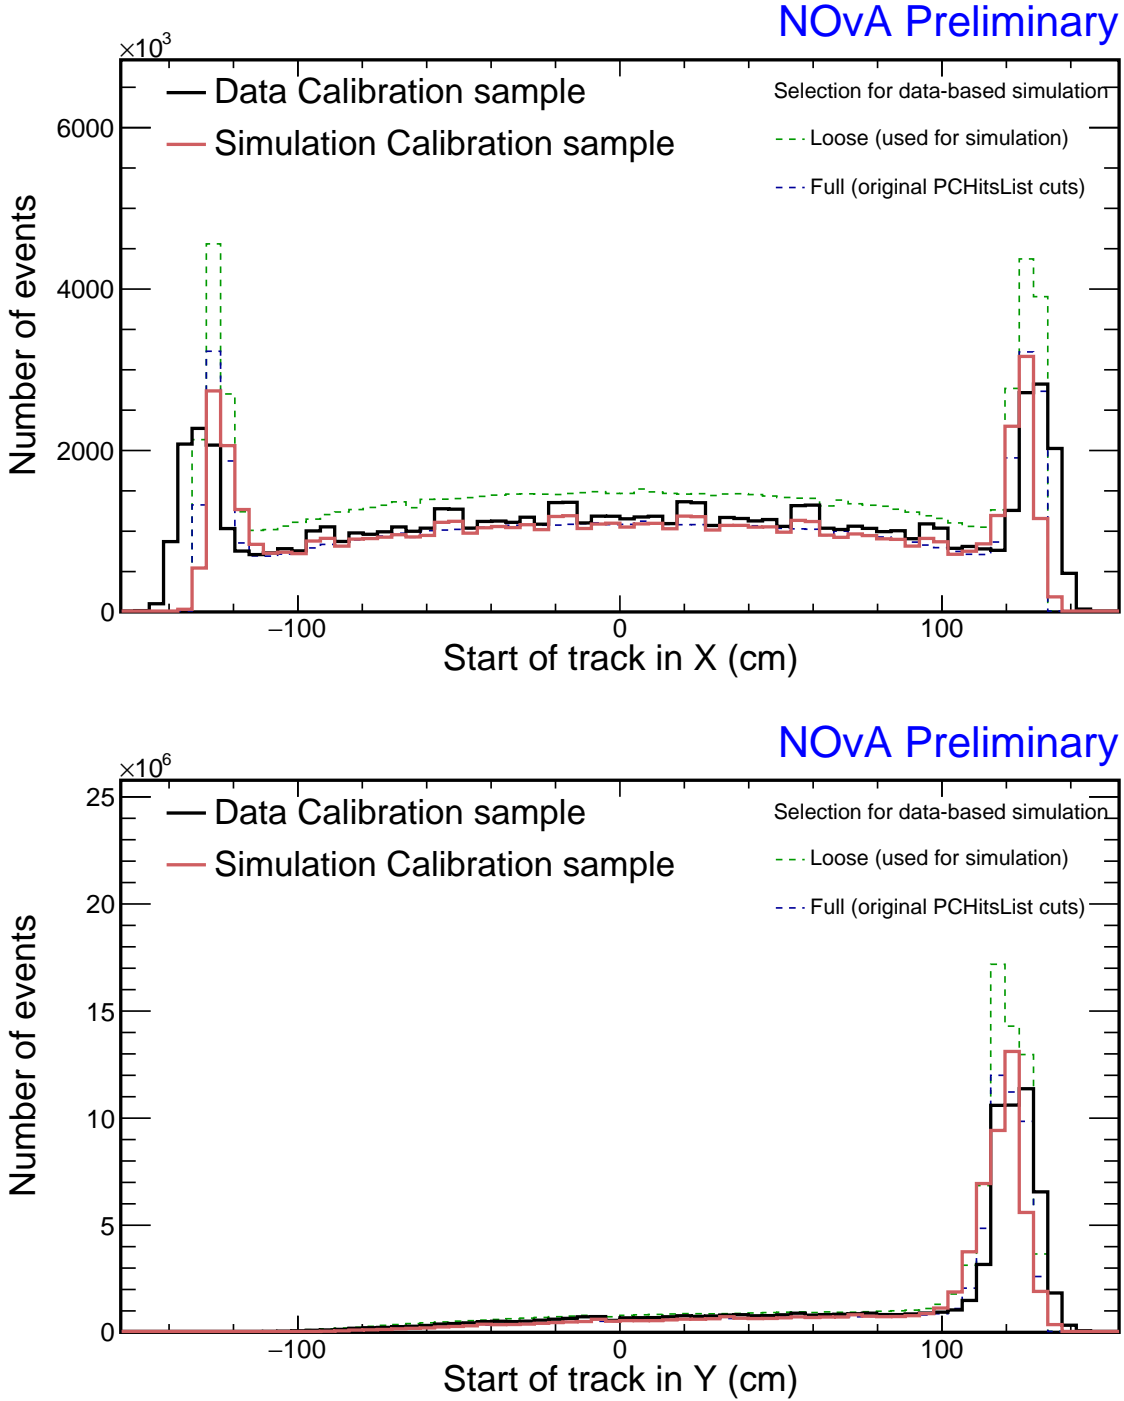 NOvA Preliminary
×10³
Data Calibration sample
Simulation Calibration sample
Selection for data-based simulation
Loose (used for simulation)
Full (original PCHitsList cuts)
Number of events
6000
4000
2000
0
−100 0 100
Start of track in X (cm)
NOvA Preliminary
×10⁶
Data Calibration sample
Simulation Calibration sample
Selection for data-based simulation
Loose (used for simulation)
Full (original PCHitsList cuts)
Number of events
25
20
15
10
5
0
−100 0 100
Start of track in Y (cm)